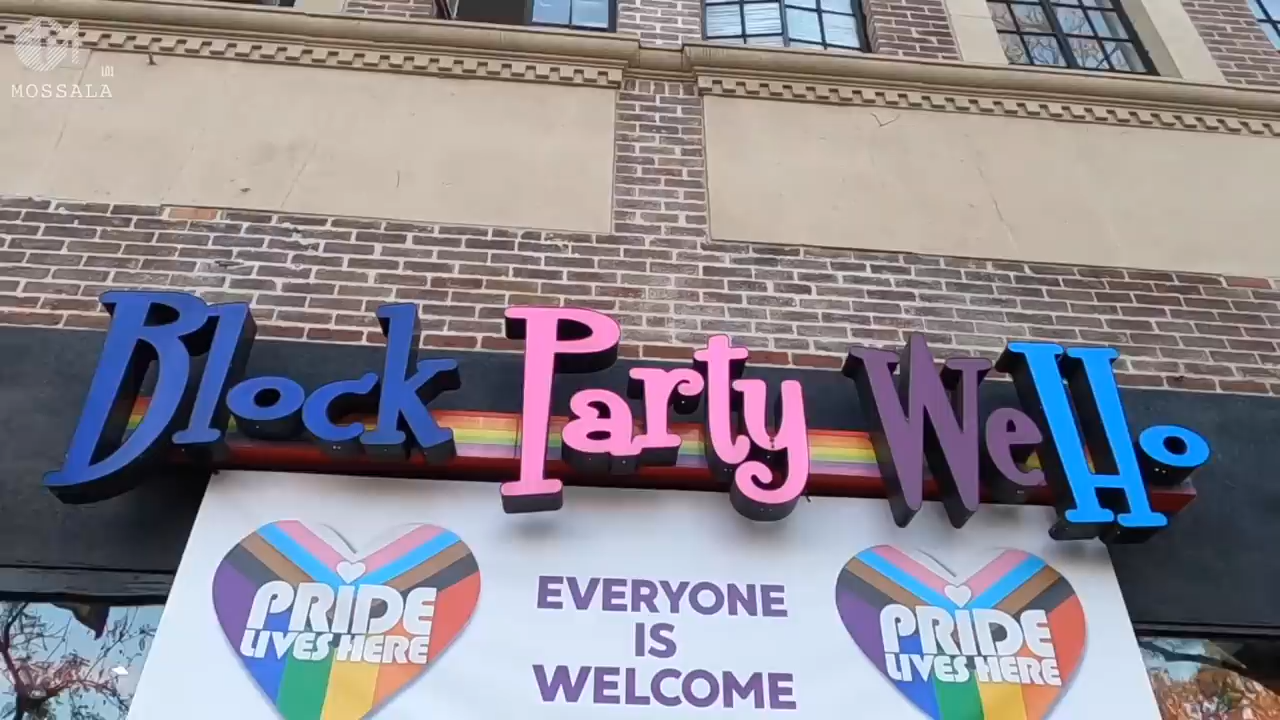 MOSSALA
Block Party WeHo
PRIDE
LIVES HERE
EVERYONE
IS
WELCOME
PRIDE
LIVES HERE